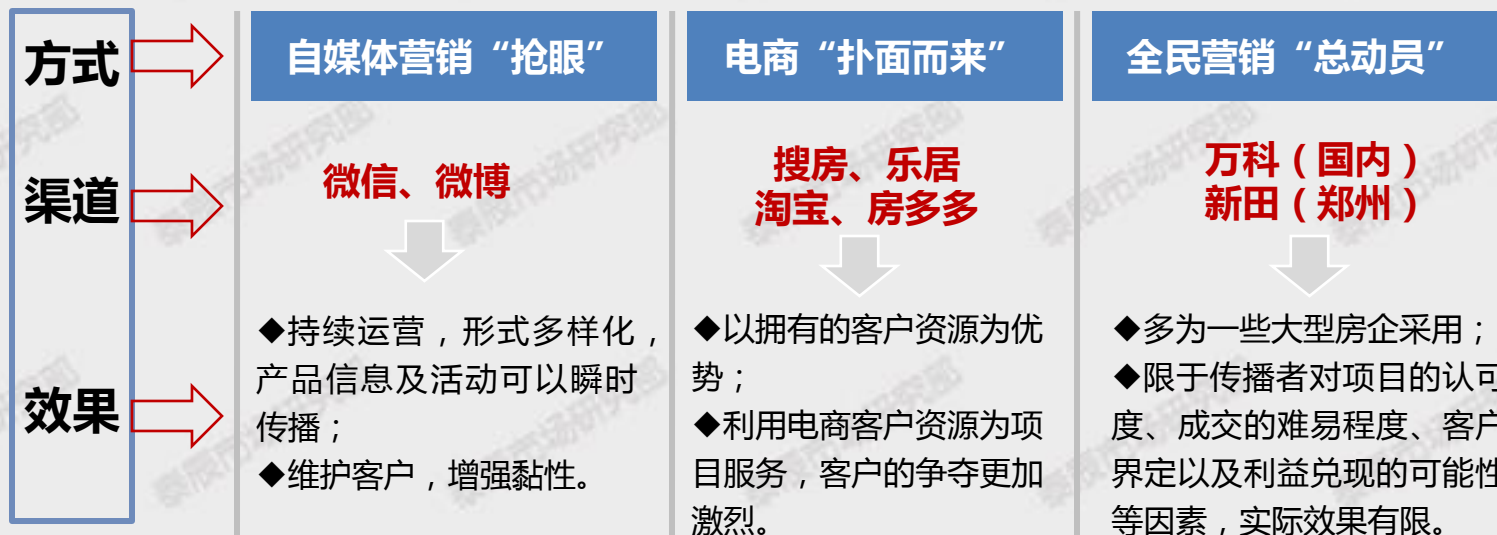 方式
自媒体营销“抢眼”
电商“扑面而来”
全民营销“总动员”
渠道
微信、微博
搜房、乐居
淘宝、房多多
万科（国内）
新田（郑州）
效果
◆持续运营，形式多样化，
产品信息及活动可以瞬时
传播；
◆维护客户，增强黏性。
◆以拥有的客户资源为优
势；
◆利用电商客户资源为项
目服务，客户的争夺更加
激烈。
◆多为一些大型房企采用；
◆限于传播者对项目的认可
度、成交的难易程度、客户
界定以及利益兑现的可能性
等因素，实际效果有限。
泰辰市场研究部